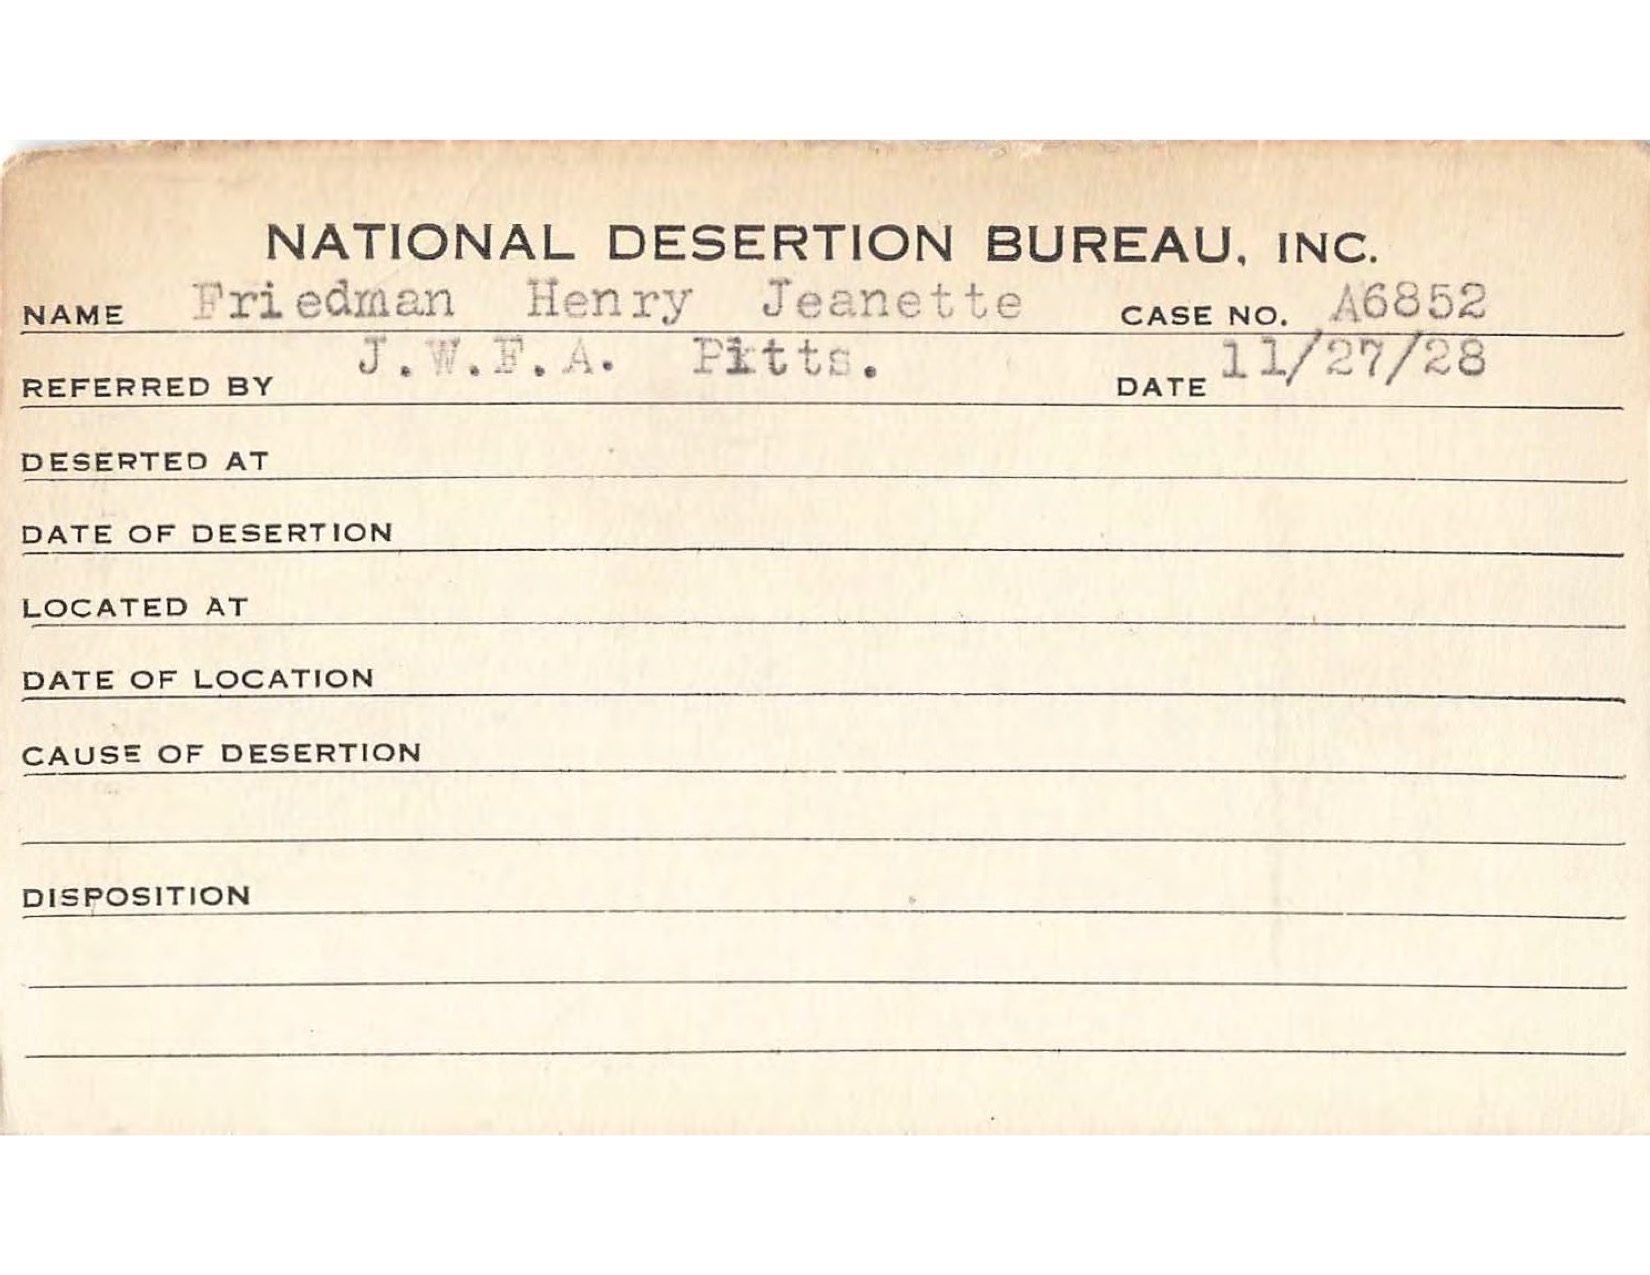 NATIONAL DESERTION BUREAU, INC.
NAME Friedman Henry Jeanette CASE NO. A6852
REFERRED BY J.W.F.A. Pitts. DATE 11/27/28
DESERTED AT
DATE OF DESERTION
LOCATED AT
DATE OF LOCATION
CAUSE OF DESERTION
DISPOSITION